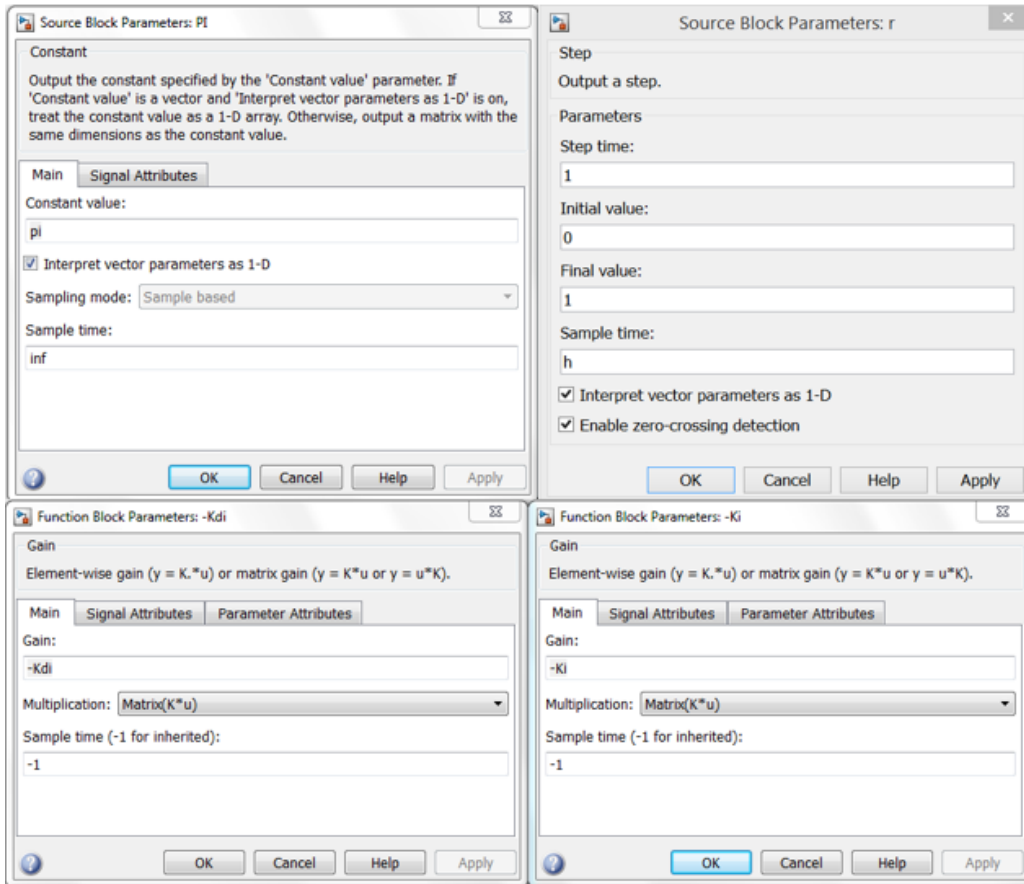 Source Block Parameters: PI
Constant
Output the constant specified by the 'Constant value' parameter. If
'Constant value' is a vector and 'Interpret vector parameters as 1-D' is on,
treat the constant value as a 1-D array. Otherwise, output a matrix with the
same dimensions as the constant value.
Main Signal Attributes
Constant value:
pi
Interpret vector parameters as 1-D
Sampling mode: Sample based
Sample time:
inf
OK Cancel Help Apply
Source Block Parameters: r
Step
Output a step.
Parameters
Step time:
1
Initial value:
0
Final value:
1
Sample time:
h
Interpret vector parameters as 1-D
Enable zero-crossing detection
OK Cancel Help Apply
Function Block Parameters: -Kdi
Gain
Element-wise gain (y = K.*u) or matrix gain (y = K*u or y = u*K).
Main Signal Attributes Parameter Attributes
Gain:
-Kdi
Multiplication: Matrix(K*u)
Sample time (-1 for inherited):
-1
OK Cancel Help Apply
Function Block Parameters: -Ki
Gain
Element-wise gain (y = K.*u) or matrix gain (y = K*u or y = u*K).
Main Signal Attributes Parameter Attributes
Gain:
-Ki
Multiplication: Matrix(K*u)
Sample time (-1 for inherited):
-1
OK Cancel Help Apply